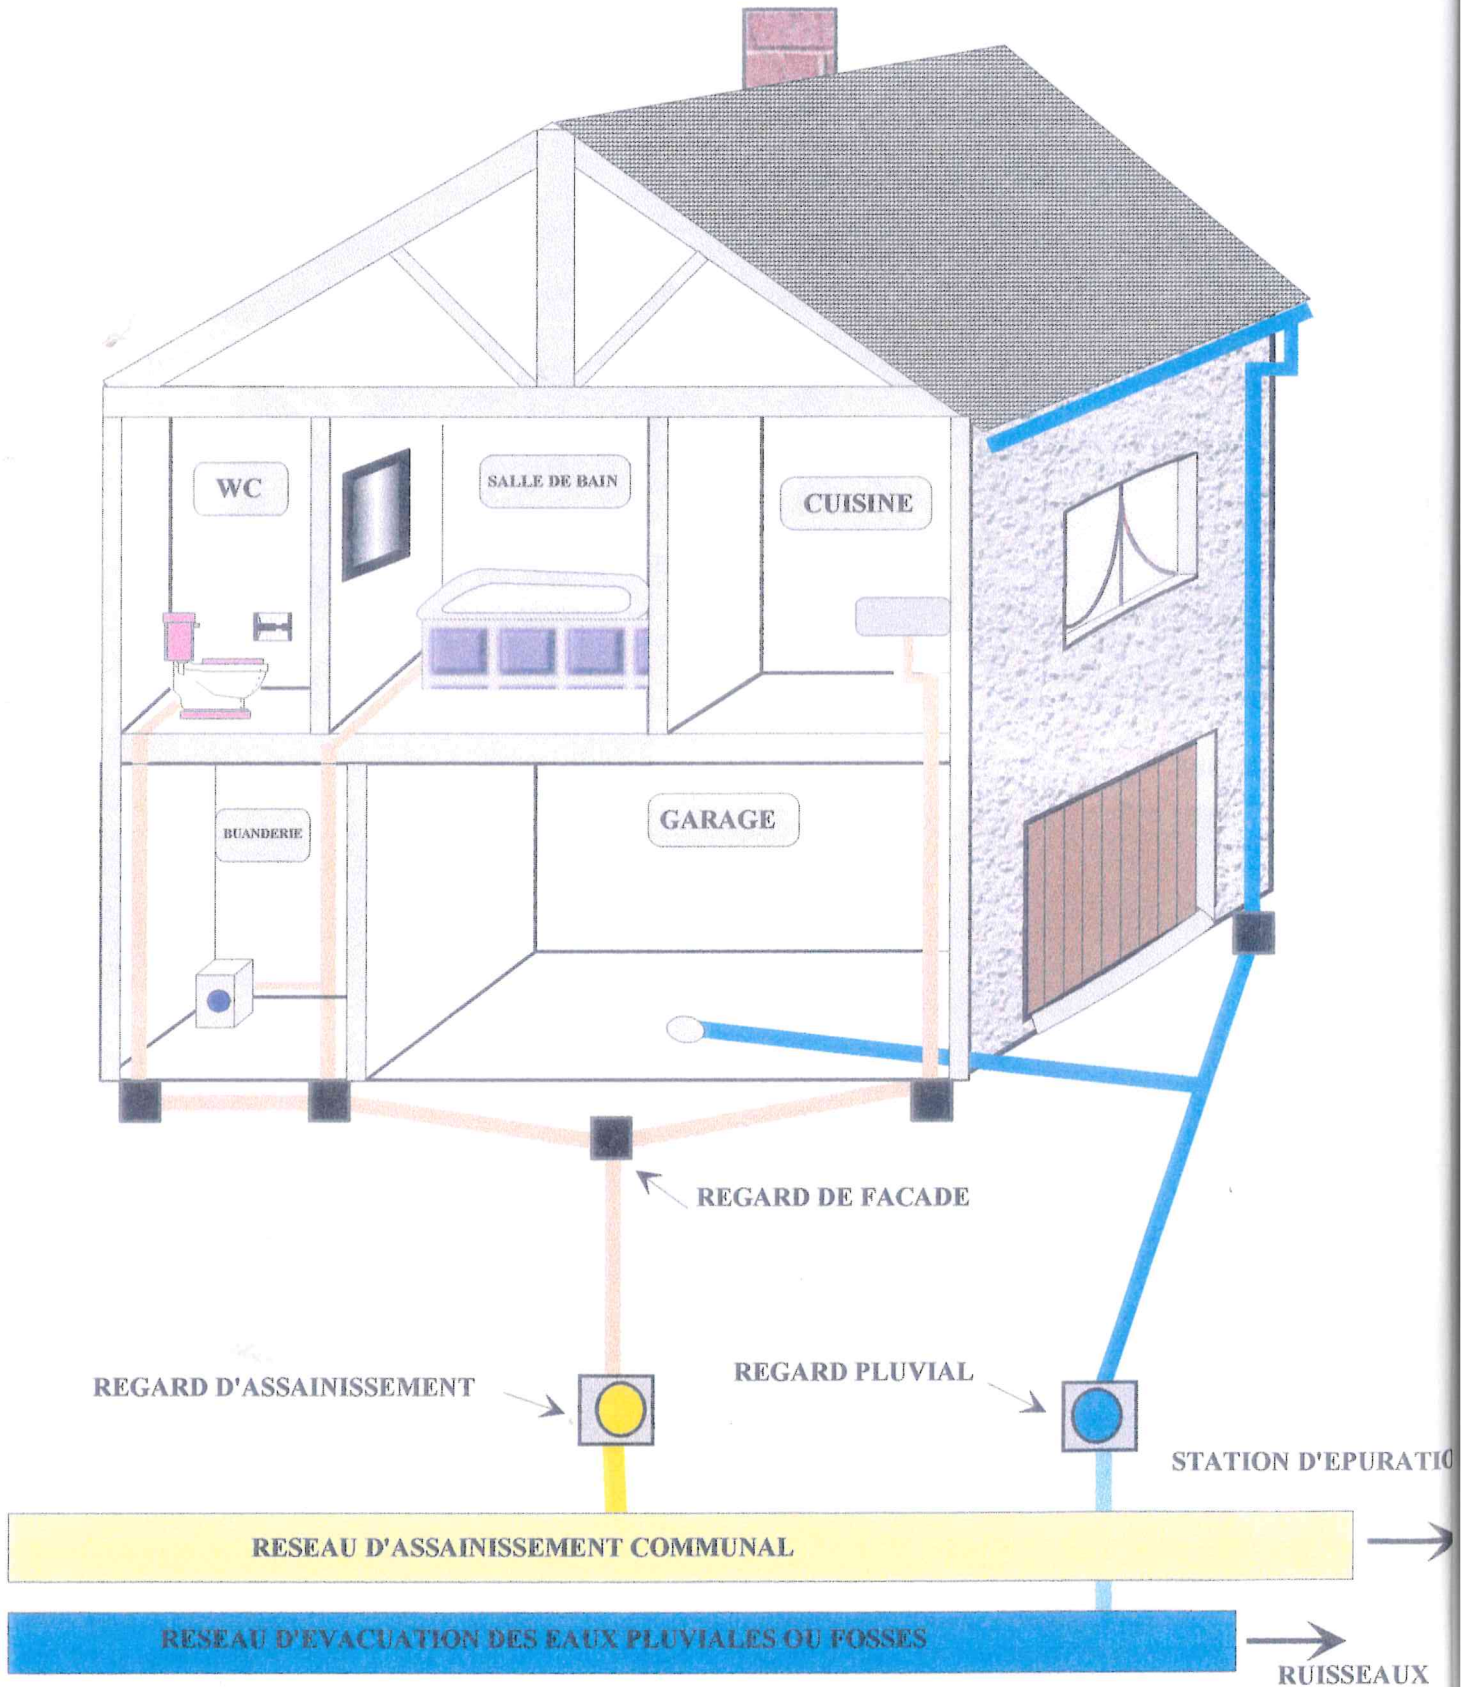 WC
SALLE DE BAIN
CUISINE
BUANDERIE
GARAGE
REGARD DE FACADE
REGARD D'ASSAINISSEMENT
REGARD PLUVIAL
STATION D'EPURATIO
RESEAU D'ASSAINISSEMENT COMMUNAL
RESEAU D'EVACUATION DES EAUX PLUVIALES OU FOSSES
RUISSEAUX